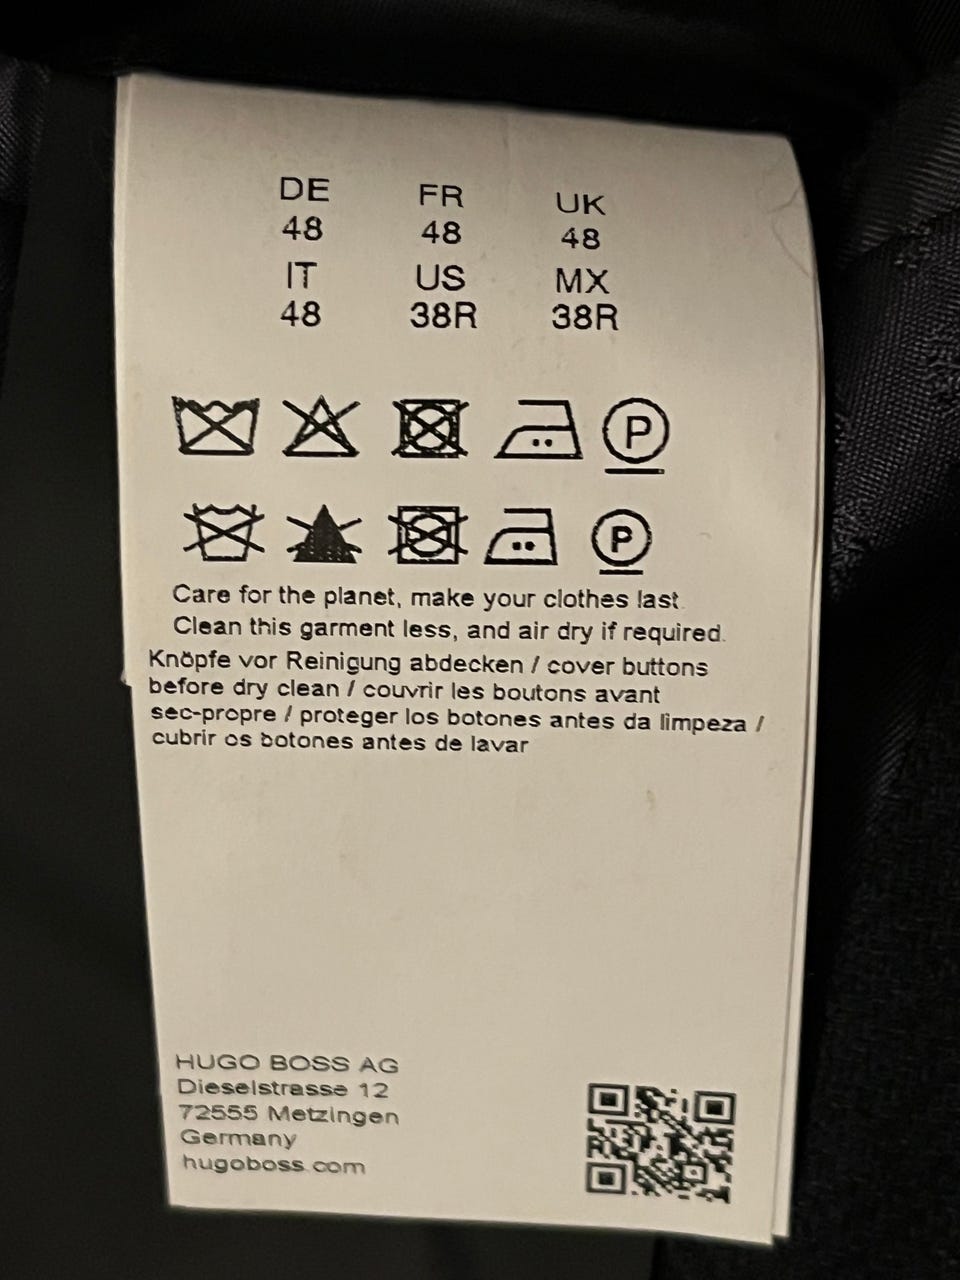 DE FR UK
48 48 48
IT US MX
48 38R 38R
P
P
Care for the planet, make your clothes last.
Clean this garment less, and air dry if required.
Knöpfe vor Reinigung abdecken / cover buttons
before dry clean / couvrir les boutons avant
sec-propre / proteger los botones antes da limpeza /
cubrir os botones antes de lavar
HUGO BOSS AG
Dieselstrasse 12
72555 Metzingen
Germany
hugoboss.com